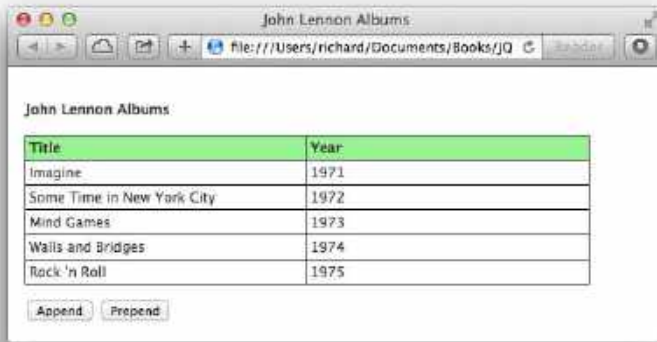 John Lennon Albums
file:///Users/richard/Documents/Books/JQ
Reader
John Lennon Albums
Title Year
Imagine 1971
Some Time in New York City 1972
Mind Games 1973
Walls and Bridges 1974
Rock 'n Roll 1975
Append Prepend